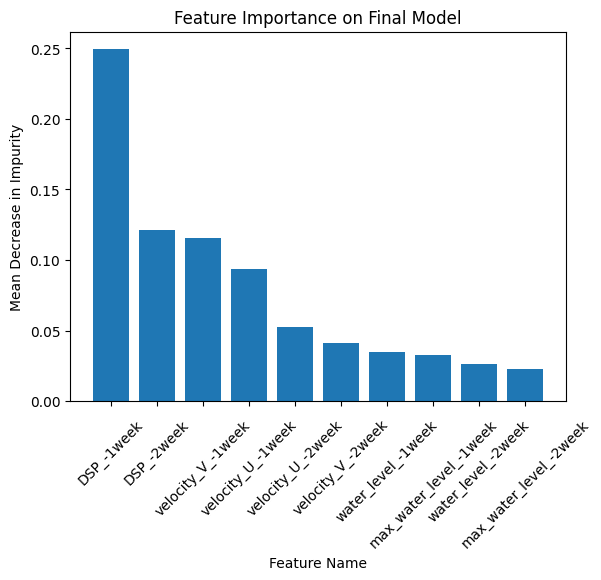 Feature Importance on Final Model
Mean Decrease in Impurity
0.25
0.20
0.15
0.10
0.05
0.00
DSP_-1week
DSP_-2week
velocity_V_-1week
velocity_U_-1week
velocity_U_-2week
velocity_V_-2week
water_level_-1week
max_water_level_-1week
water_level_-2week
max_water_level_-2week
Feature Name